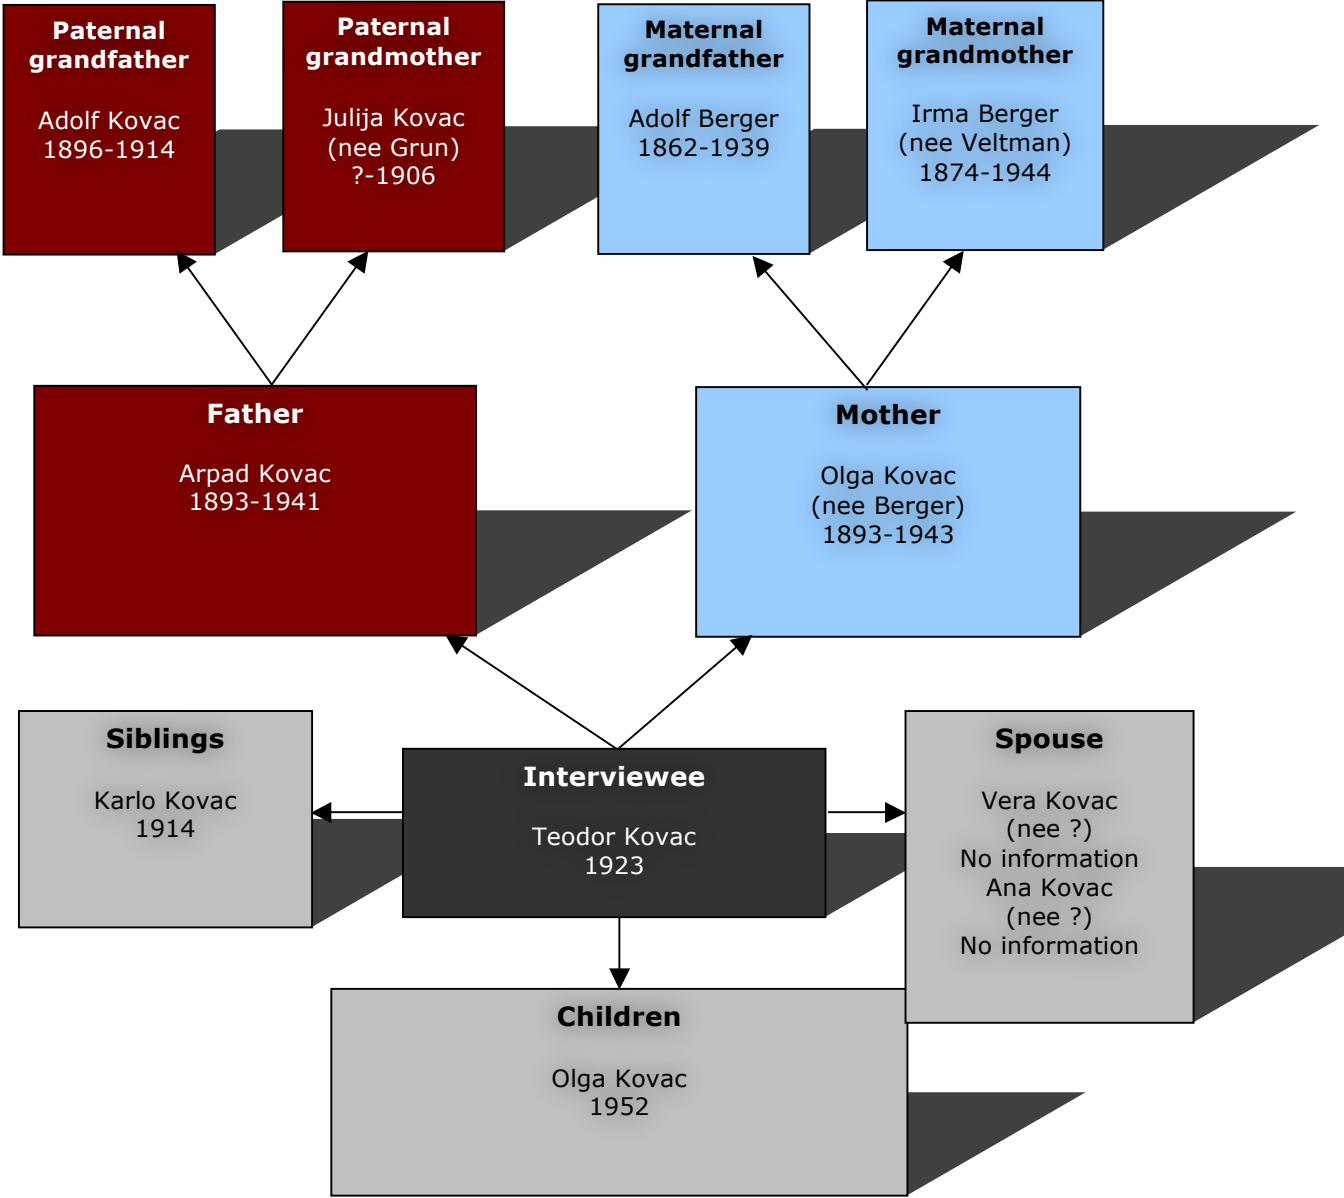 Paternal
grandfather
Adolf Kovac
1896-1914
Paternal
grandmother
Julija Kovac
(nee Grun)
?-1906
Maternal
grandfather
Adolf Berger
1862-1939
Maternal
grandmother
Irma Berger
(nee Veltman)
1874-1944
Father
Arpad Kovac
1893-1941
Mother
Olga Kovac
(nee Berger)
1893-1943
Siblings
Karlo Kovac
1914
Interviewee
Teodor Kovac
1923
Spouse
Vera Kovac
(nee ?)
No information
Ana Kovac
(nee ?)
No information
Children
Olga Kovac
1952